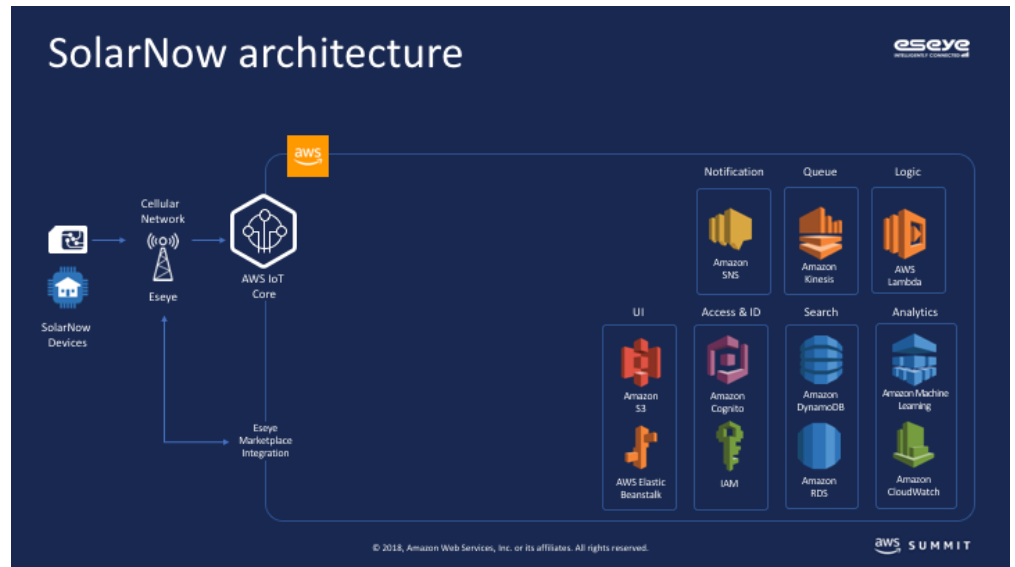 SolarNow architecture
eseye
INTELLIGENTLY CONNECTED
aws
Notification
Queue
Logic
Cellular
Network
Amazon
SNS
Amazon
Kinesis
AWS
Lambda
AWS IoT
Core
Eseye
SolarNow
Devices
UI
Access & ID
Search
Analytics
Amazon
S3
Amazon
Cognito
Amazon
DynamoDB
Amazon Machine
Learning
Eseye
Marketplace
Integration
AWS Elastic
Beanstalk
IAM
Amazon
RDS
Amazon
CloudWatch
© 2018, Amazon Web Services, Inc. or its affiliates. All rights reserved.
aws SUMMIT